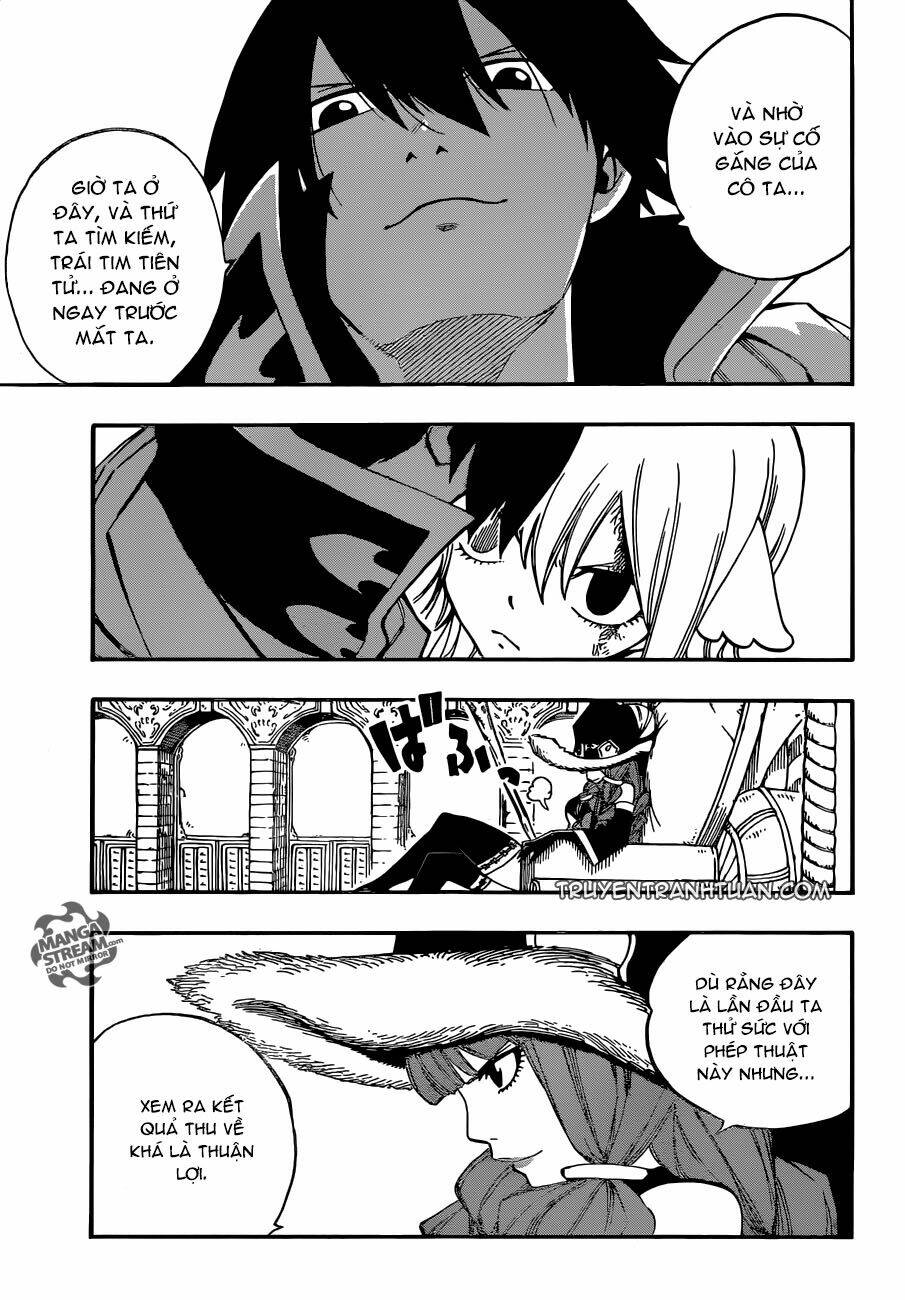 VÀ NHỜ
VÀO SỰ CỐ
GẮNG CỦA
CÔ TA...
GIỜ TA Ở
ĐÂY, VÀ THỨ
TA TÌM KIẾM,
TRÁI TIM TIÊN
TỬ... ĐANG Ở
NGAY TRƯỚC
MẮT TA.
ばふっ
TRUYENTRANHTUAN.COM
MANGA
STREAM.com
DO NOT MIRROR
DÙ RẰNG ĐÂY
LÀ LẦN ĐẦU TA
THỬ SỨC VỚI
PHÉP THUẬT
NÀY NHƯNG...
XEM RA KẾT
QUẢ THU VỀ
KHÁ LÀ THUẬN
LỢI.